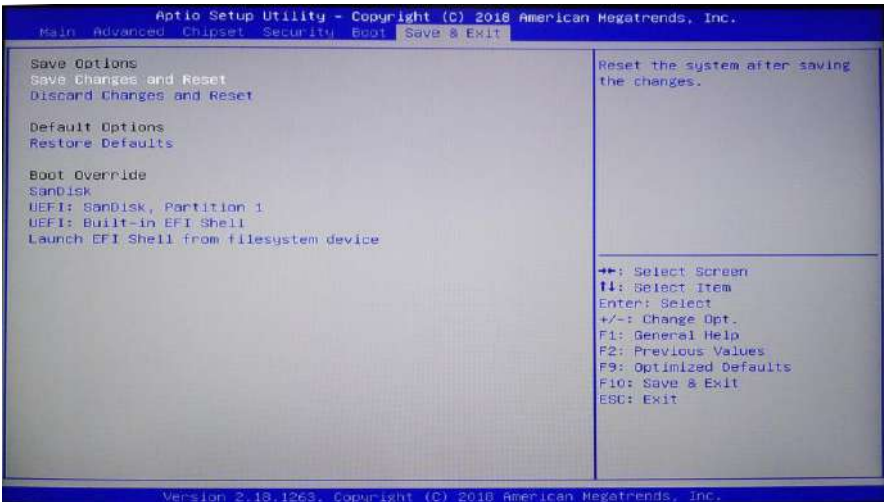 Aptio Setup Utility - Copyright (C) 2018 American Megatrends, Inc.
Main Advanced Chipset Security Boot Save & Exit
Save Options
Save Changes and Reset
Discard Changes and Reset
Default Options
Restore Defaults
Boot Override
SanDisk
UEFI: SanDisk, Partition 1
UEFI: Built-in EFI Shell
Launch EFI Shell from filesystem device
Reset the system after saving
the changes.
→←: Select Screen
↑↓: Select Item
Enter: Select
+/-: Change Opt.
F1: General Help
F2: Previous Values
F9: Optimized Defaults
F10: Save & Exit
ESC: Exit
Version 2.18.1263. Copyright (C) 2018 American Megatrends, Inc.